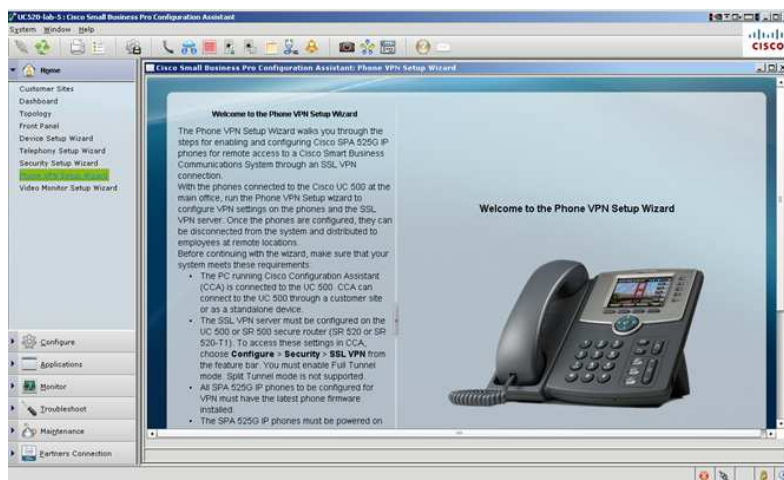 UC520-lab-5 : Cisco Small Business Pro Configuration Assistant
System Window Help
CISCO
Home
Customer Sites
Dashboard
Topology
Front Panel
Device Setup Wizard
Telephony Setup Wizard
Security Setup Wizard
Phone VPN Setup Wizard
Video Monitor Setup Wizard
Configure
Applications
Monitor
Troubleshoot
Maintenance
Partners Connection
Cisco Small Business Pro Configuration Assistant: Phone VPN Setup Wizard
Welcome to the Phone VPN Setup Wizard
The Phone VPN Setup Wizard walks you through the
steps for enabling and configuring Cisco SPA 525G IP
phones for remote access to a Cisco Smart Business
Communications System through an SSL VPN
connection.
With the phones connected to the Cisco UC 500 at the
main office, run the Phone VPN Setup wizard to
configure VPN settings on the phones and the SSL
VPN server. Once the phones are configured, they can
be disconnected from the system and distributed to
employees at remote locations.
Before continuing with the wizard, make sure that your
system meets these requirements:
• The PC running Cisco Configuration Assistant
(CCA) is connected to the UC 500. CCA can
connect to the UC 500 through a customer site
or as a standalone device.
• The SSL VPN server must be configured on the
UC 500 or SR 500 secure router (SR 520 or SR
520-T1). To access these settings in CCA,
choose Configure > Security > SSL VPN from
the feature bar. You must enable Full Tunnel
mode. Split Tunnel mode is not supported.
• All SPA 525G IP phones to be configured for
VPN must have the latest phone firmware
installed.
• The SPA 525G IP phones must be powered on
Welcome to the Phone VPN Setup Wizard